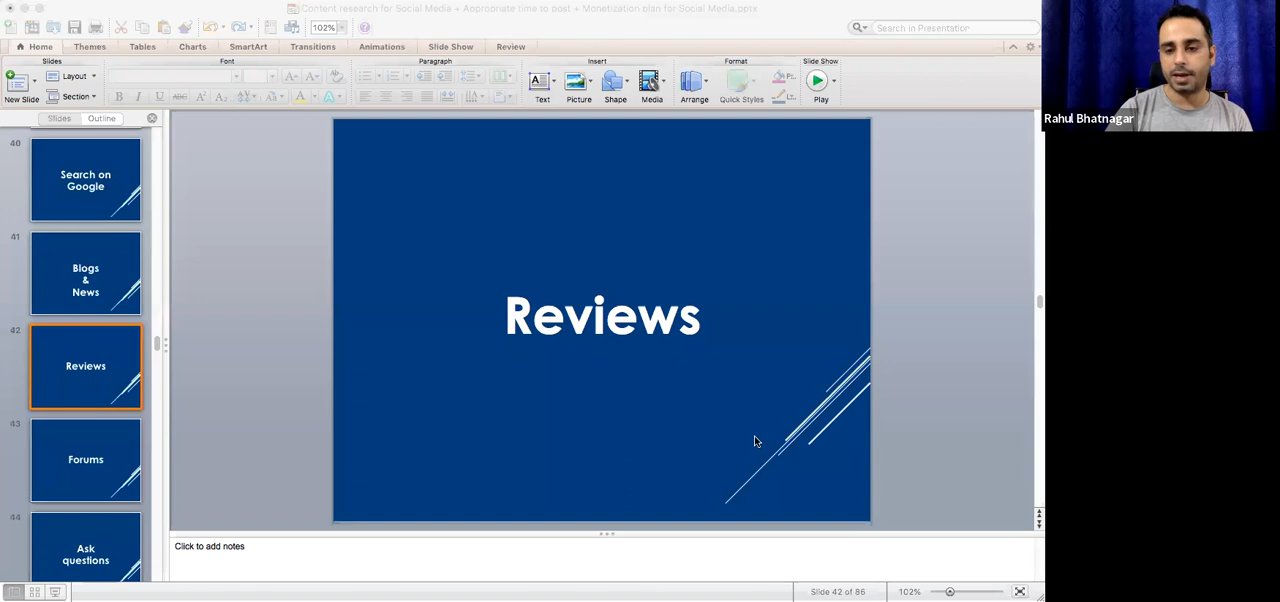 Content research for Social Media + Appropriate time to post + Monetization plan for Social Media.pptx
102%
Search in Presentation
Home
Themes
Tables
Charts
SmartArt
Transitions
Animations
Slide Show
Review
Slides
Font
Paragraph
Insert
Format
Slide Show
New Slide
Layout
Section
B I U ABC A² A₂
Text
Picture
Shape
Media
Arrange
Quick Styles
Play
Slides
Outline
40
Search on
Google
41
Blogs
&
News
42
Reviews
43
Forums
44
Ask
questions
Reviews
Click to add notes
Slide 42 of 86
102%
Rahul Bhatnagar